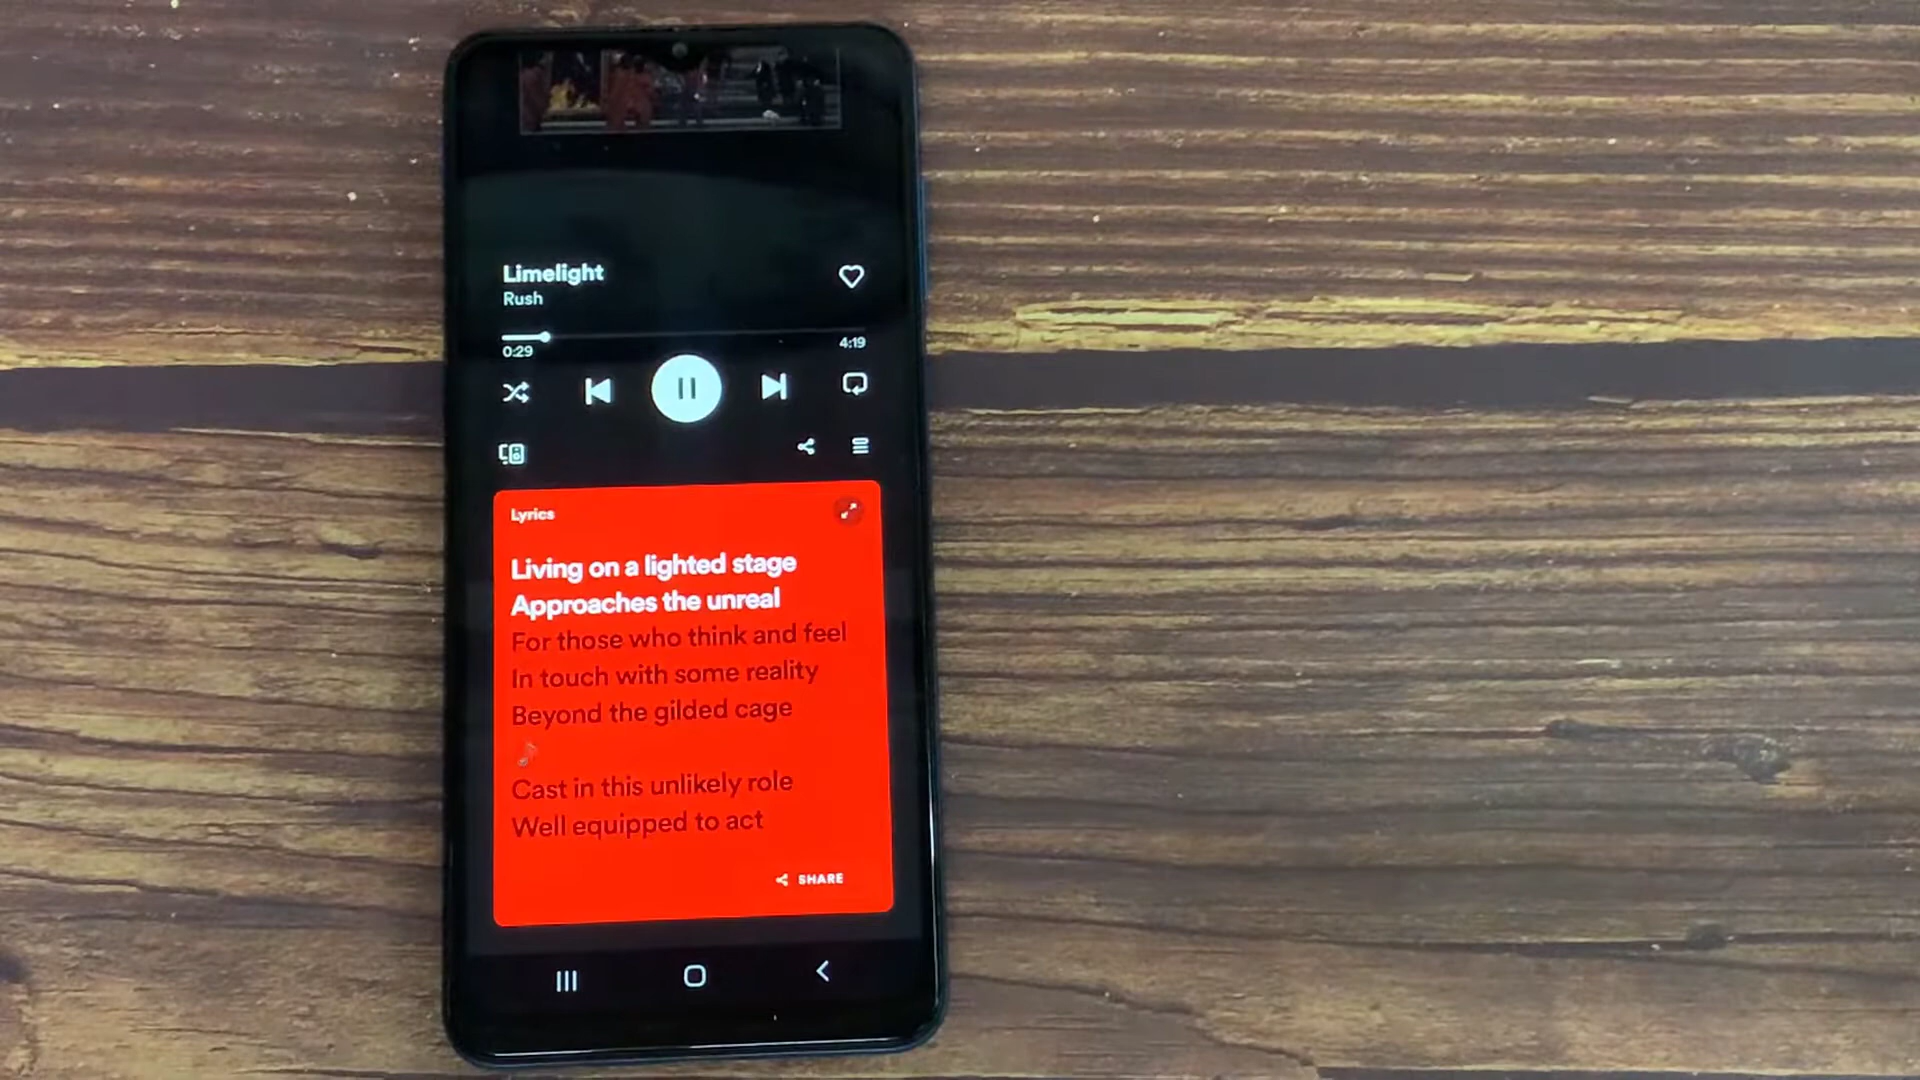 Limelight
Rush
0:29
4:19
Lyrics
Living on a lighted stage
Approaches the unreal
For those who think and feel
In touch with some reality
Beyond the gilded cage
Cast in this unlikely role
Well equipped to act
SHARE